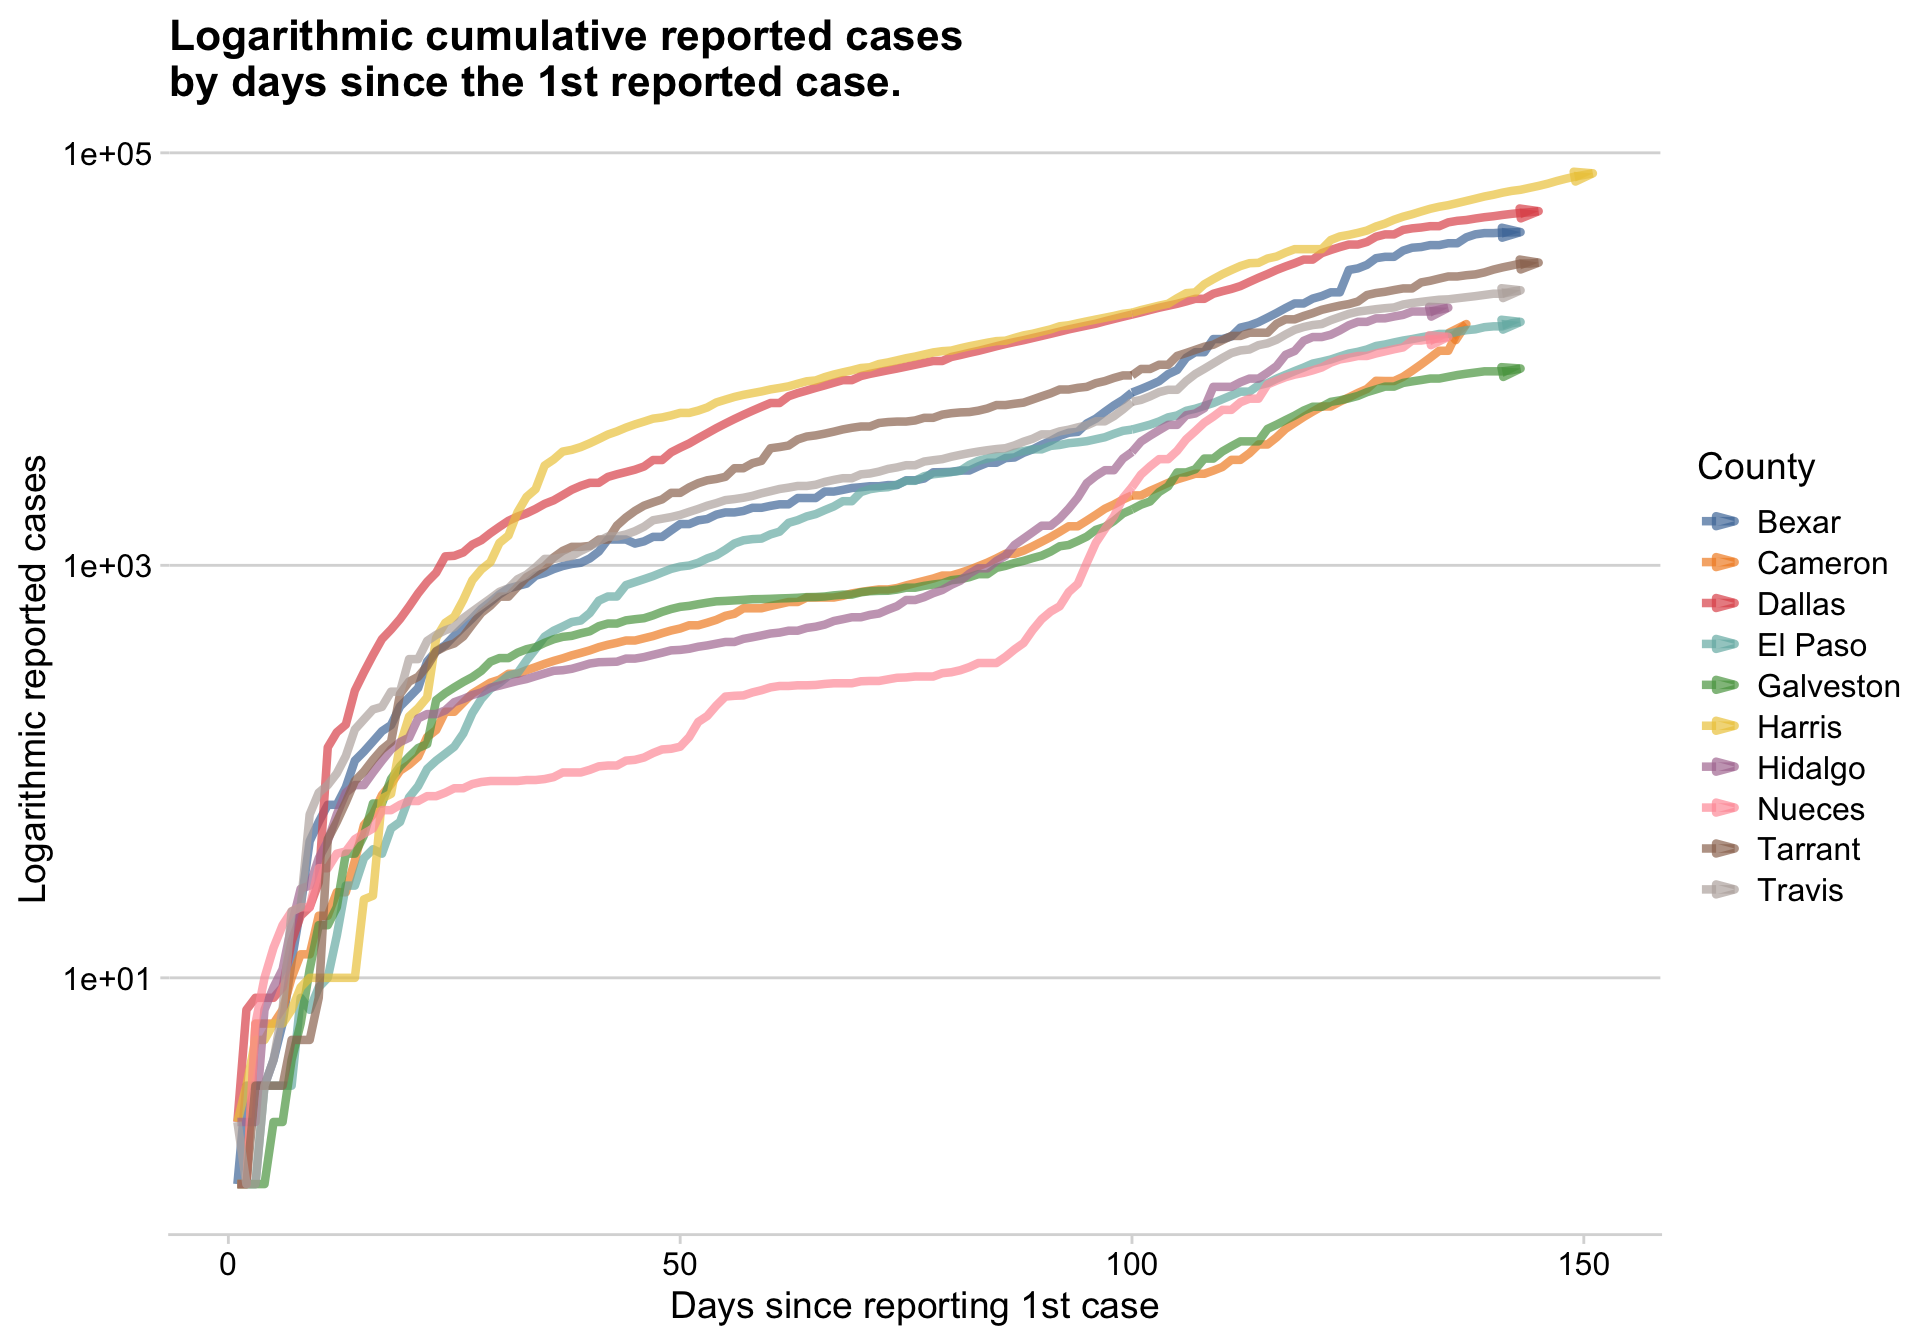 Logarithmic cumulative reported cases
by days since the 1st reported case.
1e+05
1e+03
1e+01
Logarithmic reported cases
0
50
100
150
Days since reporting 1st case
County
Bexar
Cameron
Dallas
El Paso
Galveston
Harris
Hidalgo
Nueces
Tarrant
Travis